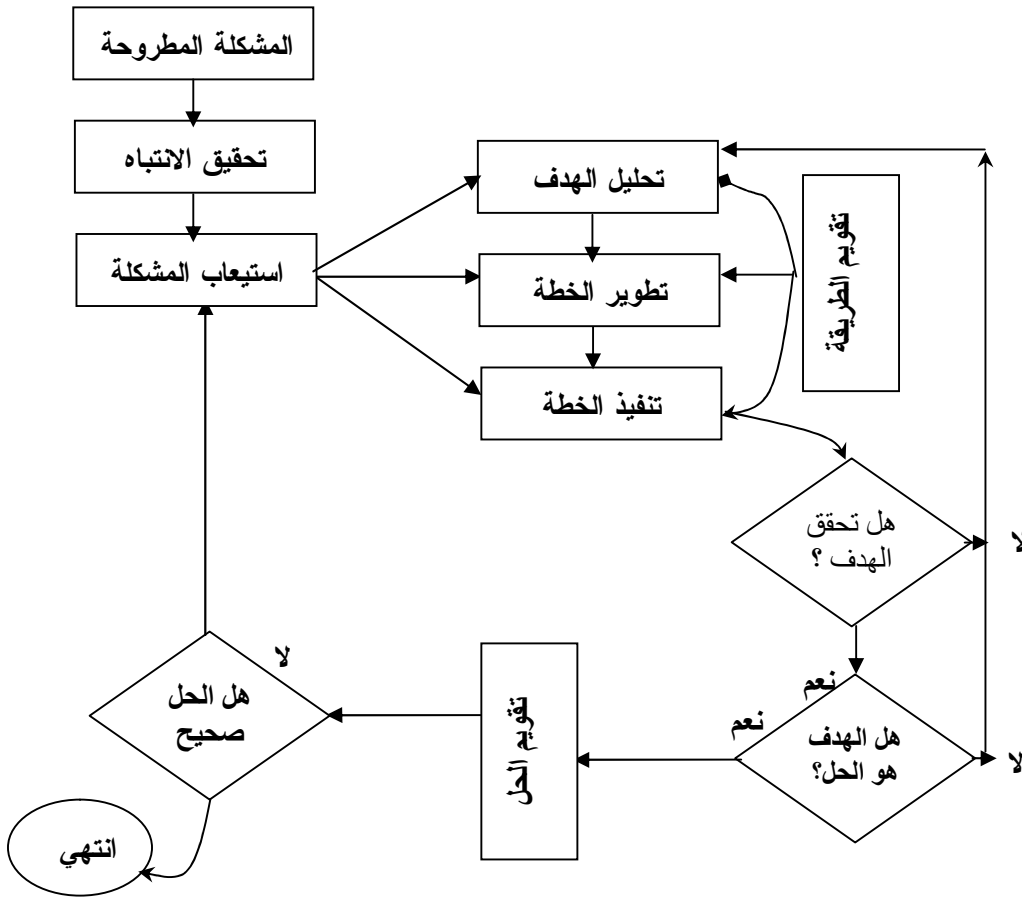 المشكلة المطروحة
تحقيق الانتباه
استيعاب المشكلة
تحليل الهدف
تطوير الخطة
تنفيذ الخطة
تقويم الطريقة
هل تحقق
الهدف ؟
لا
نعم
هل الهدف
هو الحل؟
لا
نعم
تقويم الحل
هل الحل
صحيح
لا
انتهي